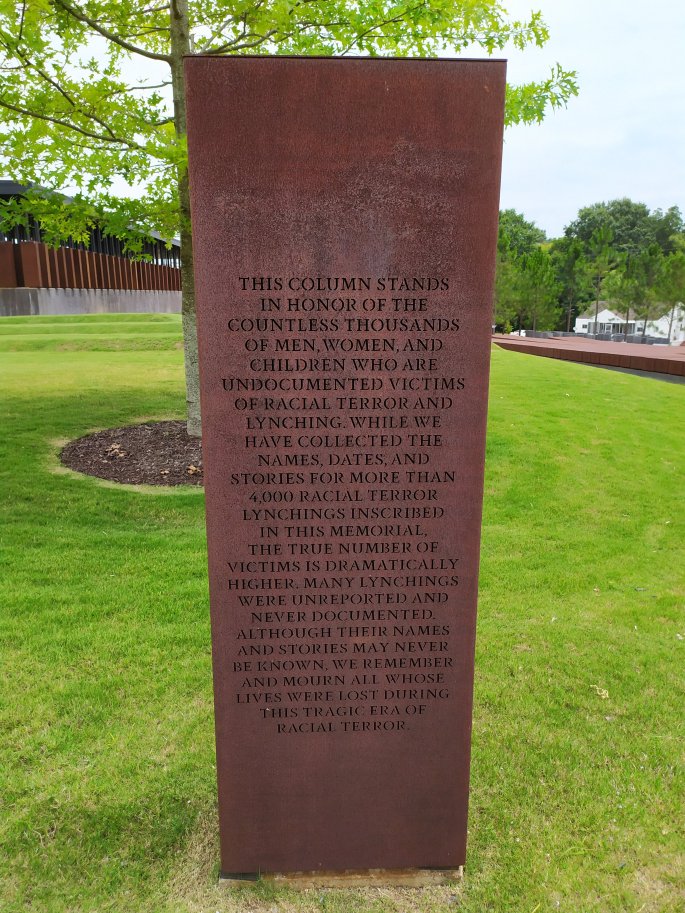 THIS COLUMN STANDS
IN HONOR OF THE
COUNTLESS THOUSANDS
OF MEN, WOMEN, AND
CHILDREN WHO ARE
UNDOCUMENTED VICTIMS
OF RACIAL TERROR AND
LYNCHING. WHILE WE
HAVE COLLECTED THE
NAMES, DATES, AND
STORIES FOR MORE THAN
4,000 RACIAL TERROR
LYNCHINGS INSCRIBED
IN THIS MEMORIAL,
THE TRUE NUMBER OF
VICTIMS IS DRAMATICALLY
HIGHER. MANY LYNCHINGS
WERE UNREPORTED AND
NEVER DOCUMENTED.
ALTHOUGH THEIR NAMES
AND STORIES MAY NEVER
BE KNOWN, WE REMEMBER
AND MOURN ALL WHOSE
LIVES WERE LOST DURING
THIS TRAGIC ERA OF
RACIAL TERROR.